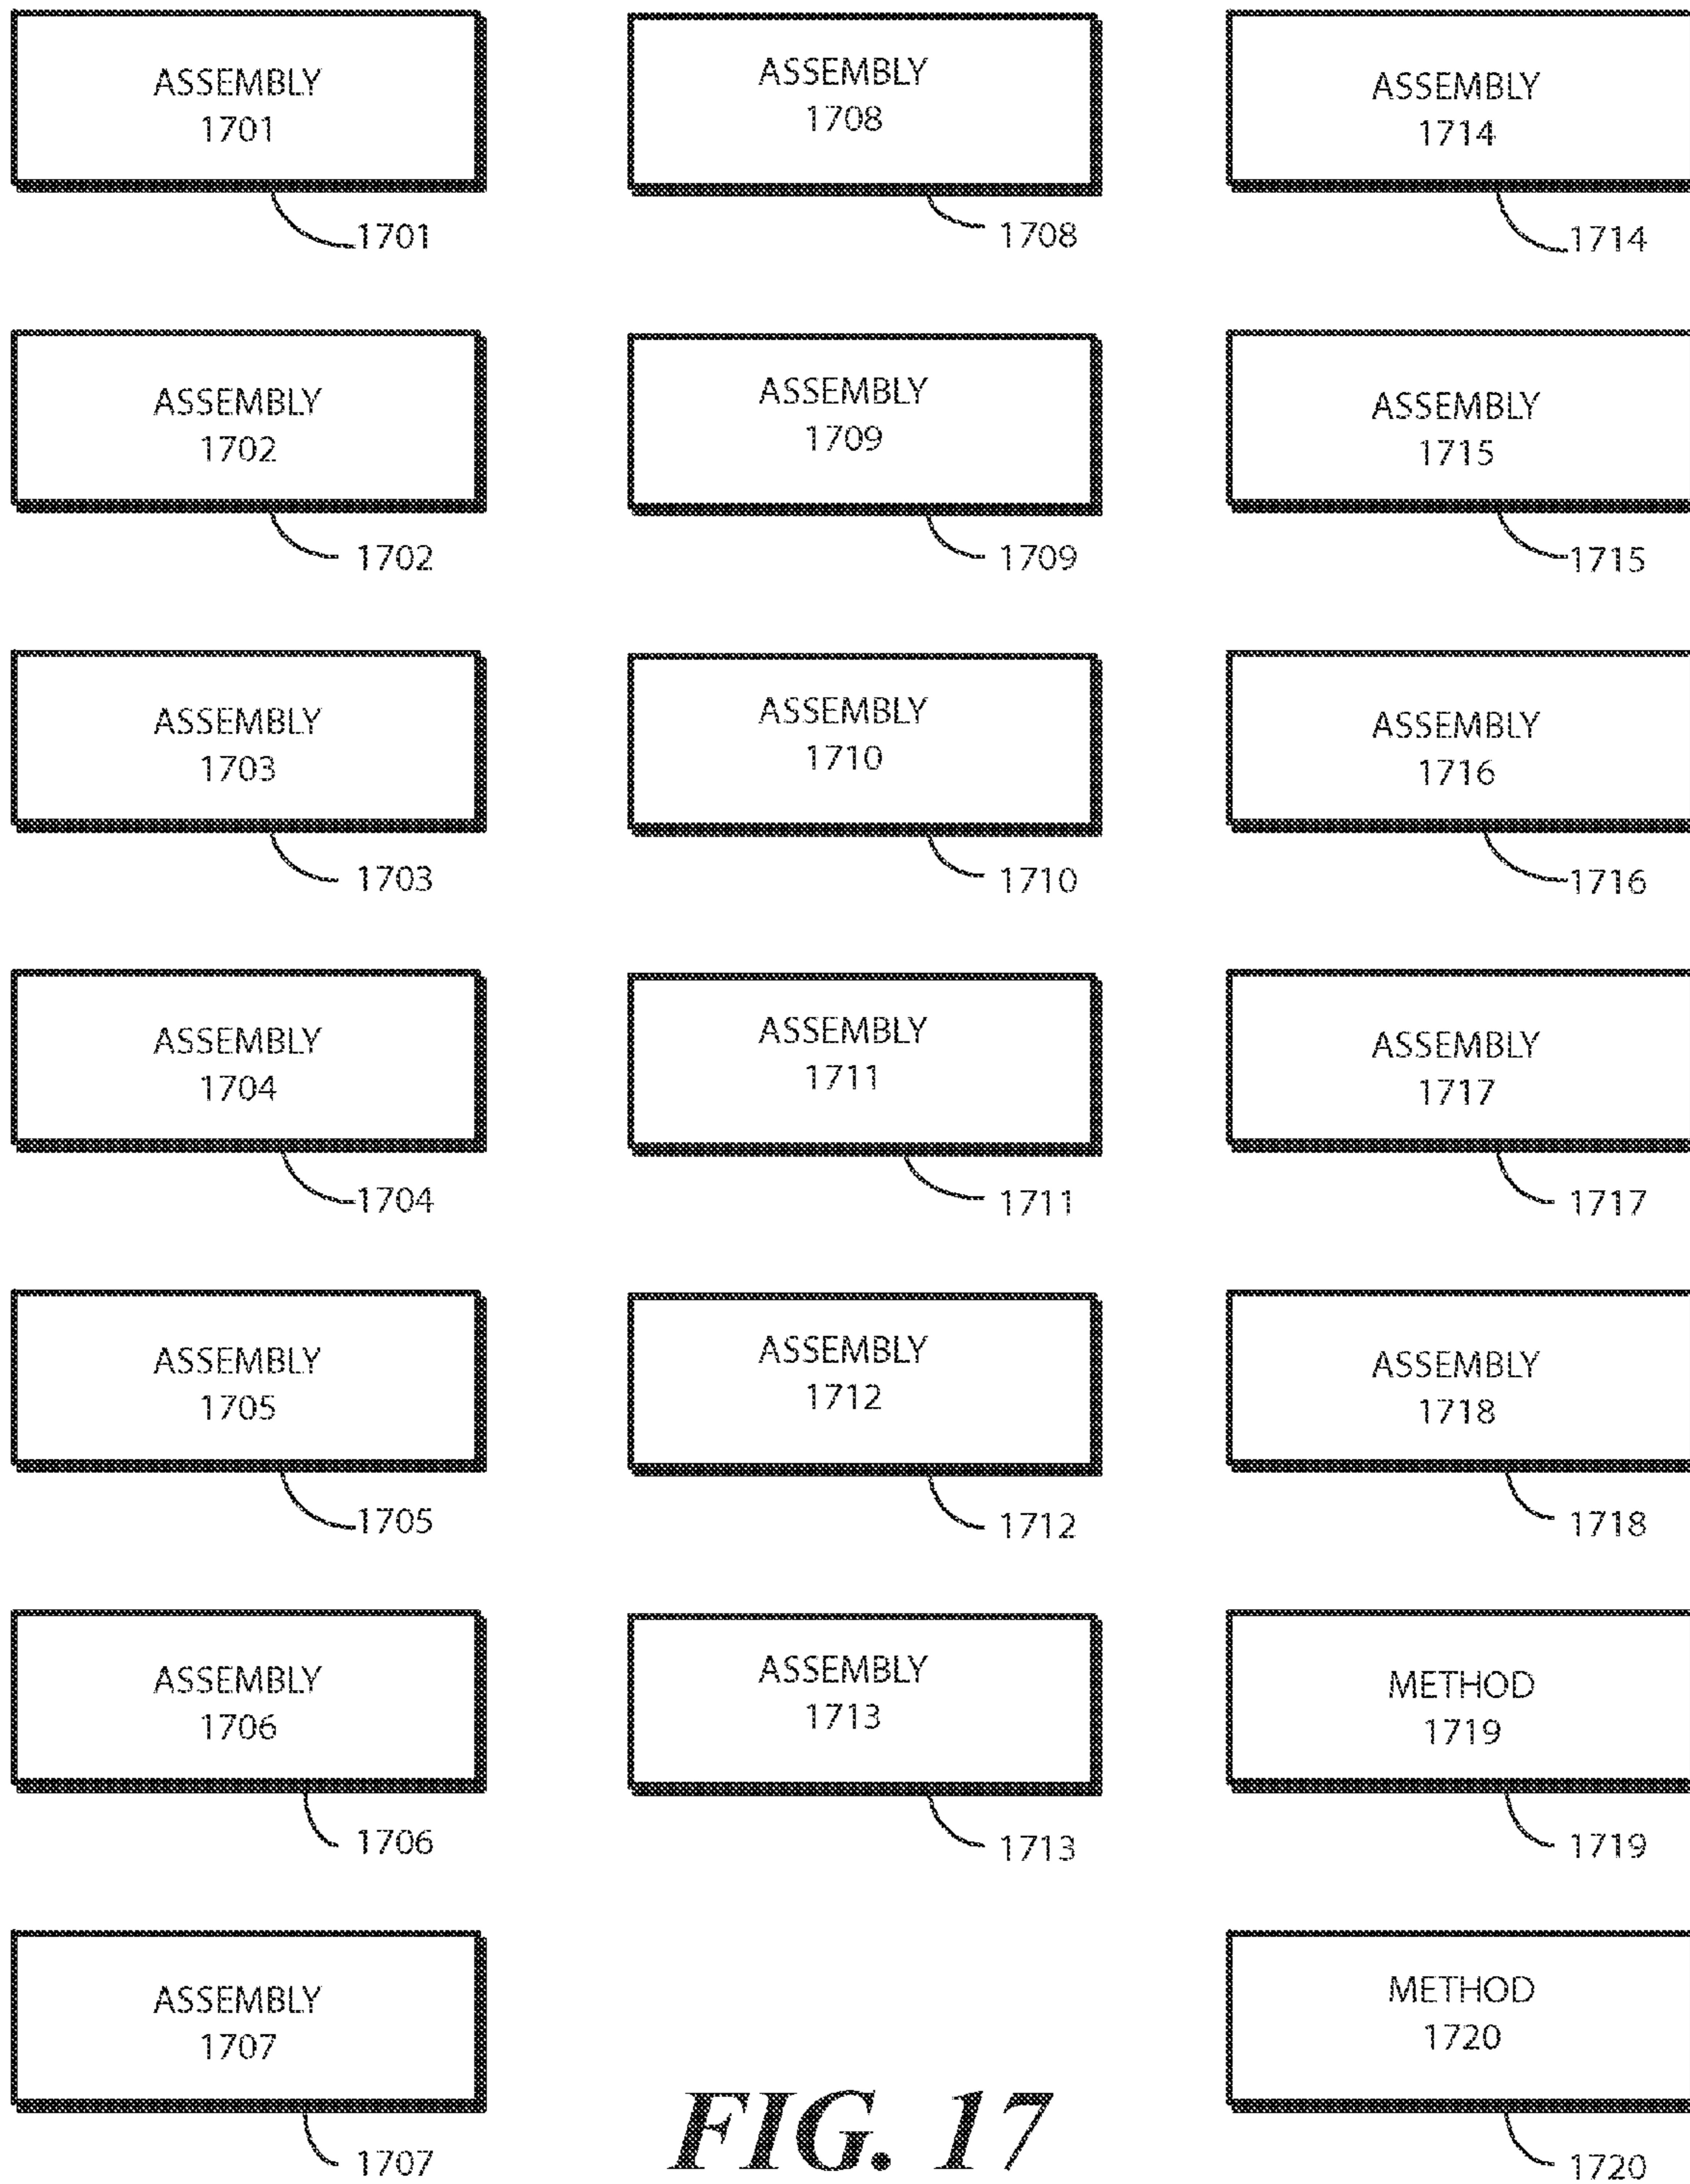 ASSEMBLY
1701
1701
ASSEMBLY
1702
1702
ASSEMBLY
1703
1703
ASSEMBLY
1704
1704
ASSEMBLY
1705
1705
ASSEMBLY
1706
1706
ASSEMBLY
1707
1707
ASSEMBLY
1708
1708
ASSEMBLY
1709
1709
ASSEMBLY
1710
1710
ASSEMBLY
1711
1711
ASSEMBLY
1712
1712
ASSEMBLY
1713
1713
ASSEMBLY
1714
1714
ASSEMBLY
1715
1715
ASSEMBLY
1716
1716
ASSEMBLY
1717
1717
ASSEMBLY
1718
1718
METHOD
1719
1719
METHOD
1720
1720
FIG. 17